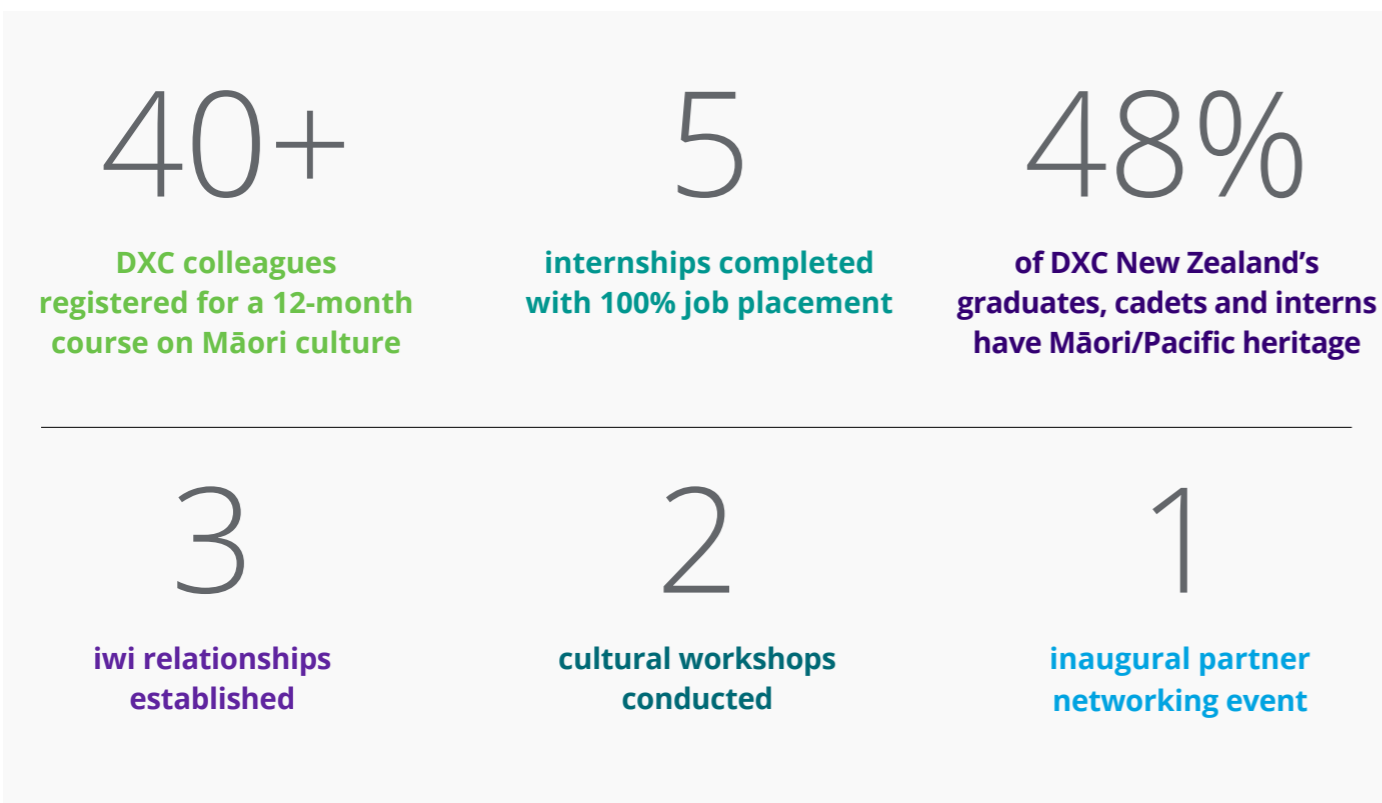 40+
DXC colleagues
registered for a 12-month
course on Māori culture
5
internships completed
with 100% job placement
48%
of DXC New Zealand’s
graduates, cadets and interns
have Māori/Pacific heritage
3
iwi relationships
established
2
cultural workshops
conducted
1
inaugural partner
networking event